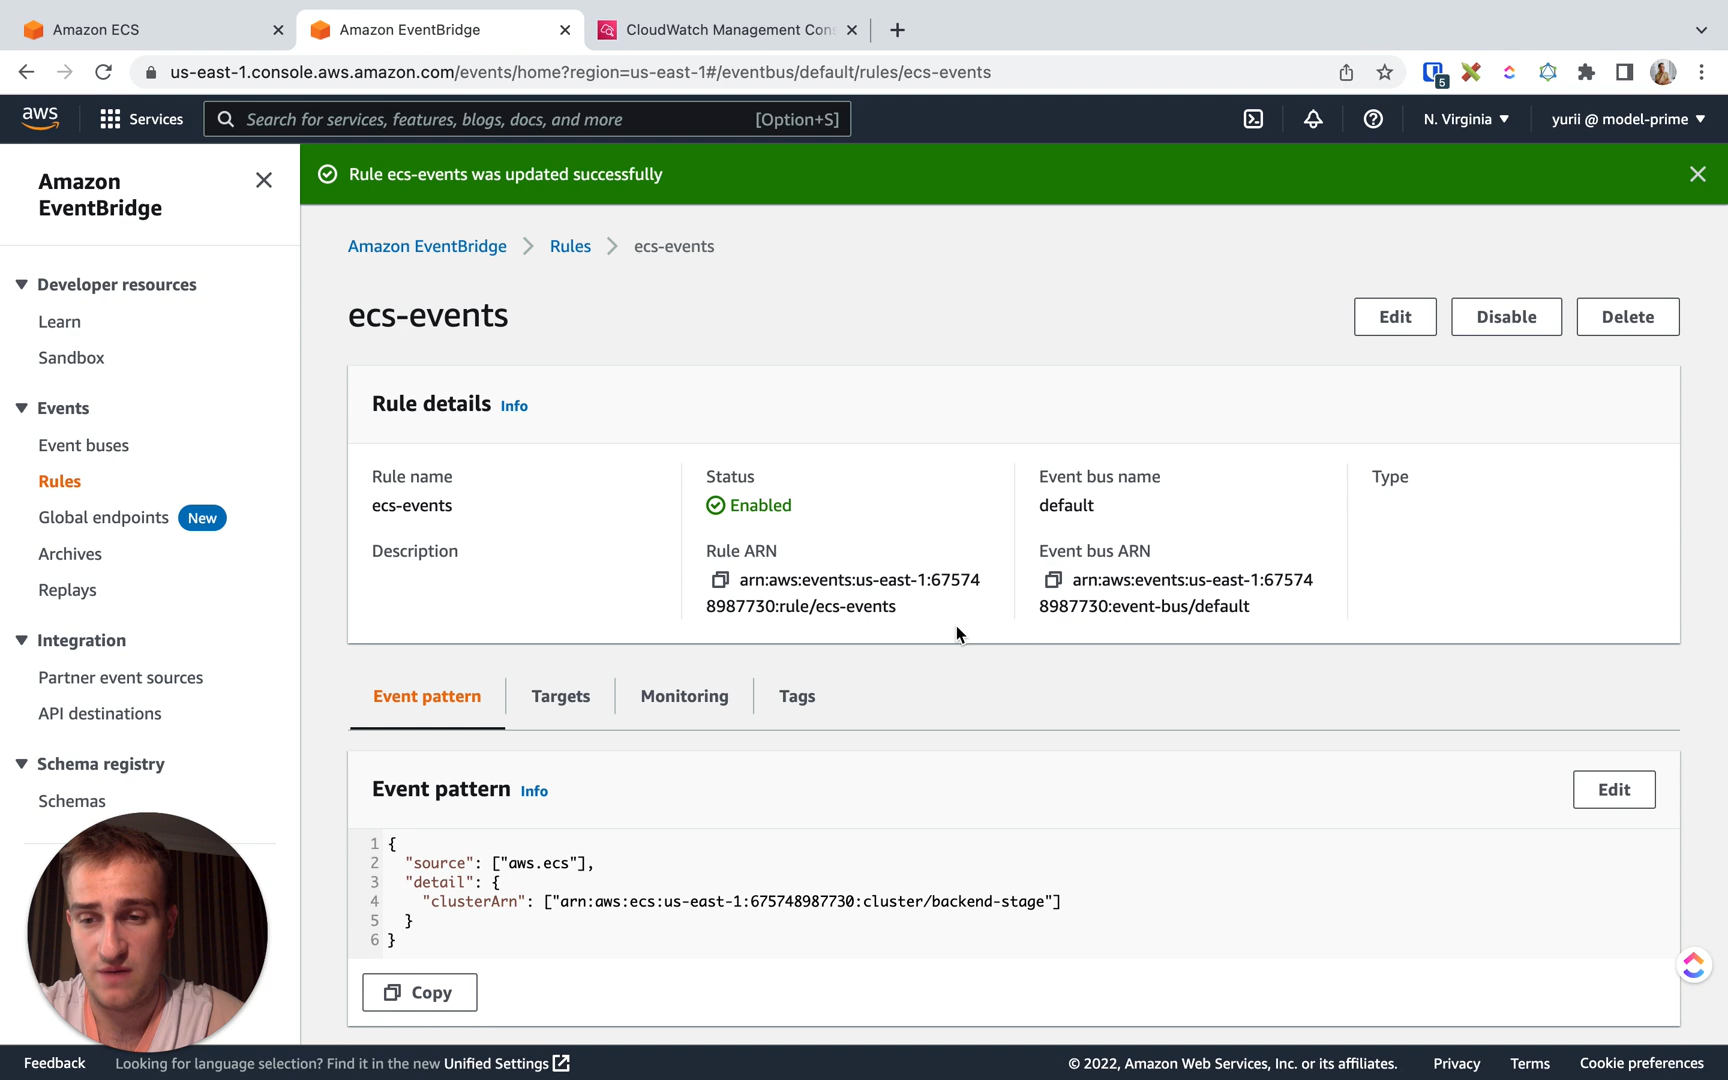 Amazon ECS
Amazon EventBridge
CloudWatch Management Con
us-east-1.console.aws.amazon.com/events/home?region=us-east-1#/eventbus/default/rules/ecs-events
5
aws
Services
Search for services, features, blogs, docs, and more
[Option+S]
N. Virginia
yurii @ model-prime
Amazon
EventBridge
Developer resources
Learn
Sandbox
Events
Event buses
Rules
Global endpoints New
Archives
Replays
Integration
Partner event sources
API destinations
Schema registry
Schemas
Rule ecs-events was updated successfully
Amazon EventBridge > Rules > ecs-events
ecs-events
Edit
Disable
Delete
Rule details Info
Rule name
ecs-events
Description
Status
Enabled
Rule ARN
arn:aws:events:us-east-1:67574
8987730:rule/ecs-events
Event bus name
default
Event bus ARN
arn:aws:events:us-east-1:67574
8987730:event-bus/default
Type
Event pattern
Targets
Monitoring
Tags
Event pattern Info
Edit
1 {
2 "source": ["aws.ecs"],
3 "detail": {
4 "clusterArn": ["arn:aws:ecs:us-east-1:675748987730:cluster/backend-stage"]
5 }
6 }
Copy
Feedback
Looking for language selection? Find it in the new Unified Settings
© 2022, Amazon Web Services, Inc. or its affiliates.
Privacy
Terms
Cookie preferences